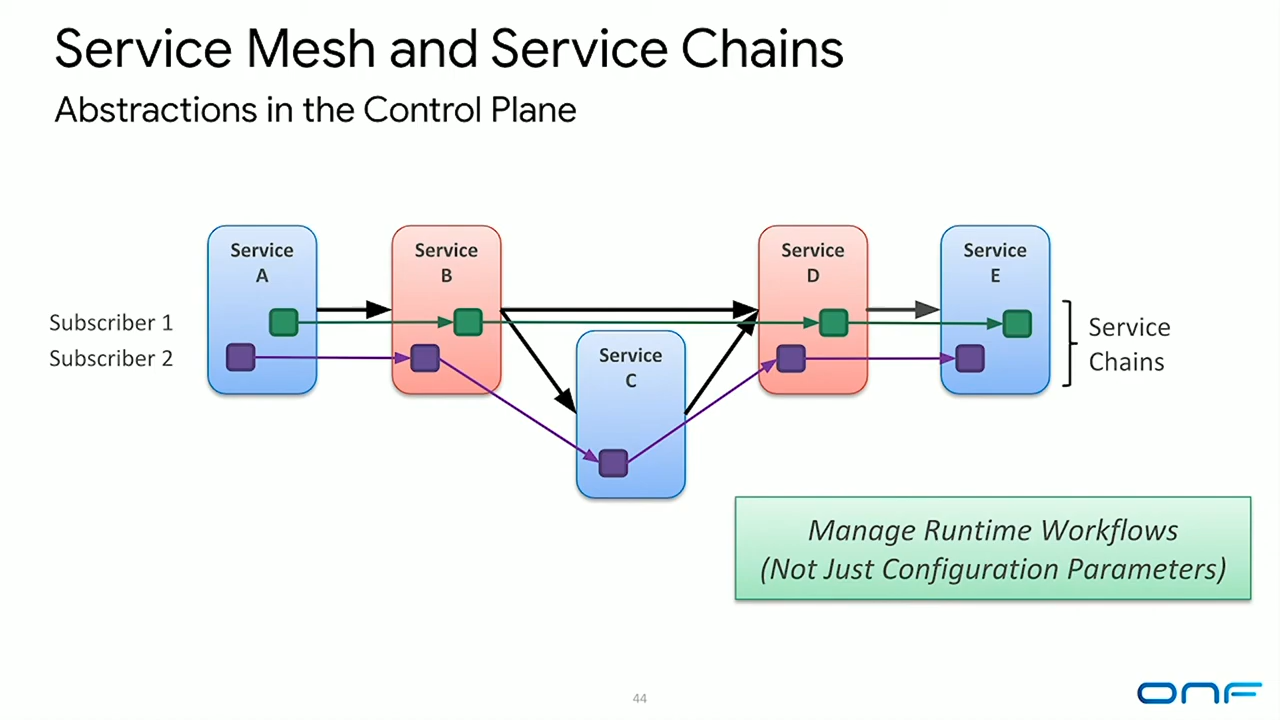 Service Mesh and Service Chains
Abstractions in the Control Plane
Service
A
Service
B
Service
C
Service
D
Service
E
Subscriber 1
Subscriber 2
Service
Chains
Manage Runtime Workflows
(Not Just Configuration Parameters)
44
ONF